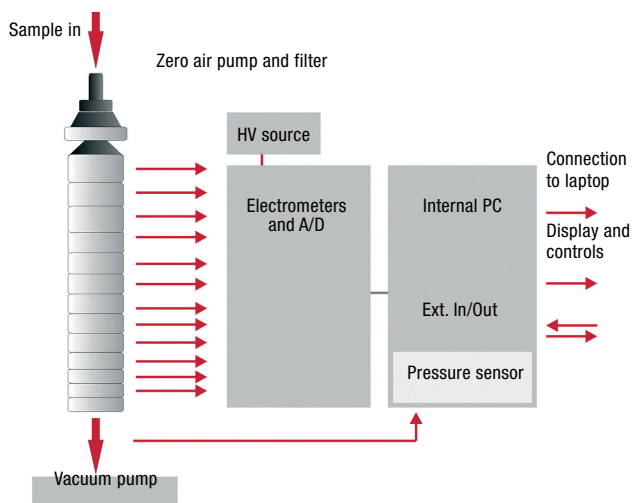 Sample in
Zero air pump and filter
HV source
Electrometers
and A/D
Internal PC
Connection
to laptop
Display and
controls
Ext. In/Out
Pressure sensor
Vacuum pump